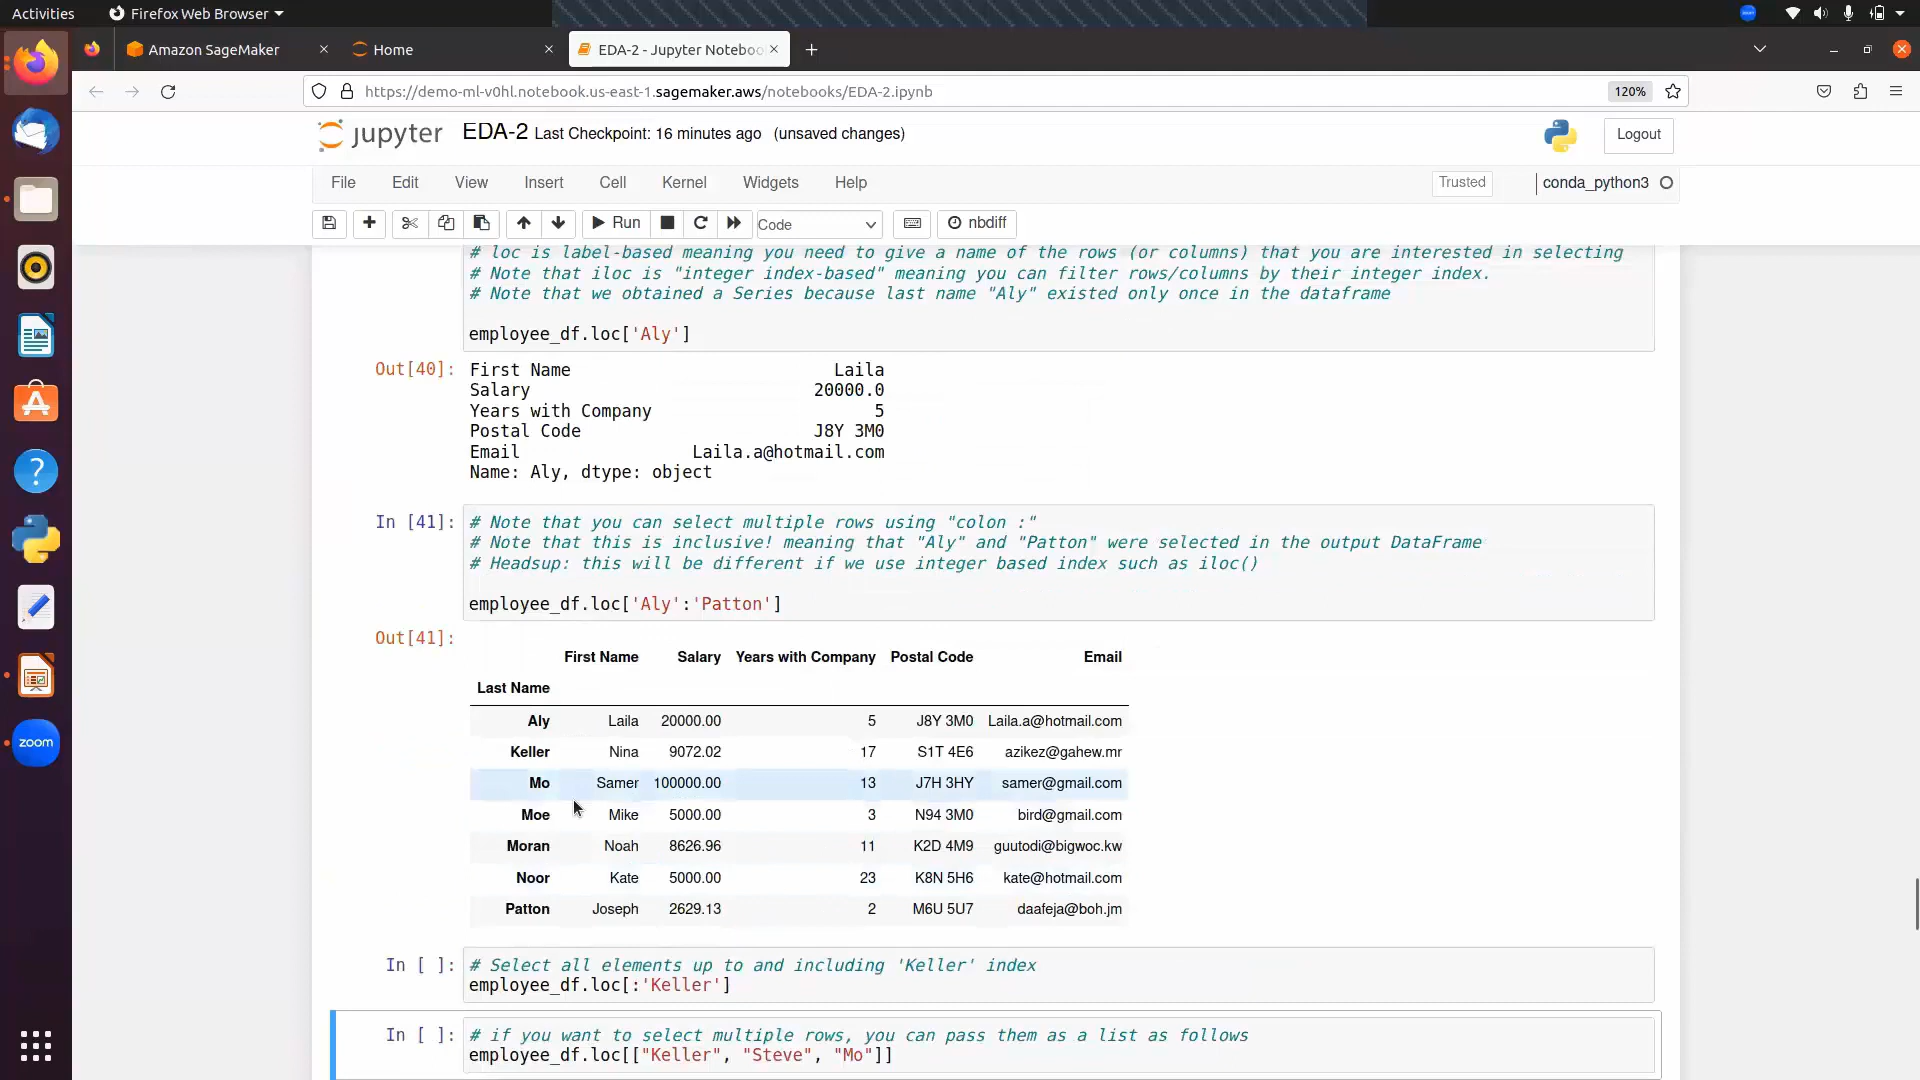 Activities
Firefox Web Browser
Amazon SageMaker
Home
EDA-2 - Jupyter Noteboo
https://demo-ml-v0hl.notebook.us-east-1.sagemaker.aws/notebooks/EDA-2.ipynb
120%
jupyter
EDA-2 Last Checkpoint: 16 minutes ago (unsaved changes)
Logout
File Edit View Insert Cell Kernel Widgets Help
Trusted
conda_python3
Run
Code
nbdiff
# loc is label-based meaning you need to give a name of the rows (or columns) that you are interested in selecting
# Note that iloc is "integer index-based" meaning you can filter rows/columns by their integer index.
# Note that we obtained a Series because last name "Aly" existed only once in the dataframe
employee_df.loc['Aly']
Out[40]:
First Name Laila
Salary 20000.0
Years with Company 5
Postal Code J8Y 3M0
Email Laila.a@hotmail.com
Name: Aly, dtype: object
In [41]:
# Note that you can select multiple rows using "colon :"
# Note that this is inclusive! meaning that "Aly" and "Patton" were selected in the output DataFrame
# Headsup: this will be different if we use integer based index such as iloc()
employee_df.loc['Aly':'Patton']
Out[41]:
First Name Salary Years with Company Postal Code Email
Last Name
Aly Laila 20000.00 5 J8Y 3M0 Laila.a@hotmail.com
Keller Nina 9072.02 17 S1T 4E6 azikez@gahew.mr
Mo Samer 100000.00 13 J7H 3HY samer@gmail.com
Moe Mike 5000.00 3 N94 3M0 bird@gmail.com
Moran Noah 8626.96 11 K2D 4M9 guutodi@bigwoc.kw
Noor Kate 5000.00 23 K8N 5H6 kate@hotmail.com
Patton Joseph 2629.13 2 M6U 5U7 daafeja@boh.jm
In [ ]:
# Select all elements up to and including 'Keller' index
employee_df.loc[:'Keller']
In [ ]:
# if you want to select multiple rows, you can pass them as a list as follows
employee_df.loc[["Keller", "Steve", "Mo"]]
zoom